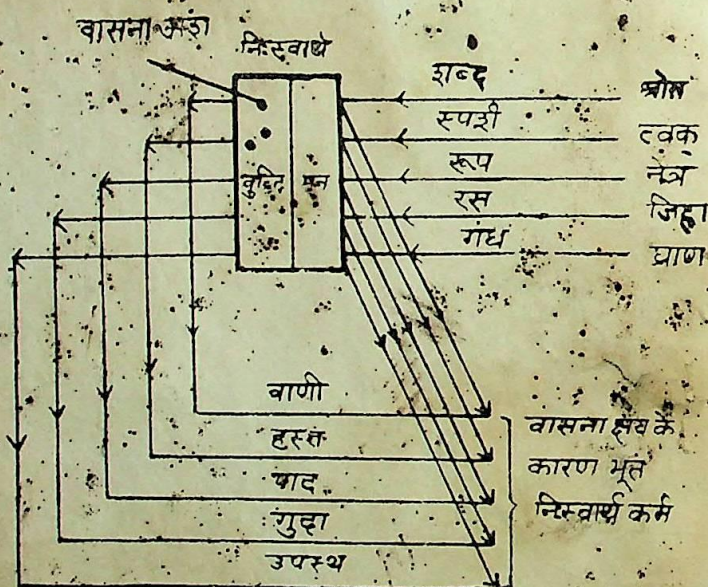 वासना अंश
निःस्वार्थ
शब्द श्रोत्र
स्पर्श त्वक्
रूप नेत्र
रस जिह्वा
गंध घ्राण
बुद्धि मन
वाणी
हस्त
पाद
गुदा
उपस्थ
वासना क्षय के
कारण भूत
निःस्वार्थ कर्म